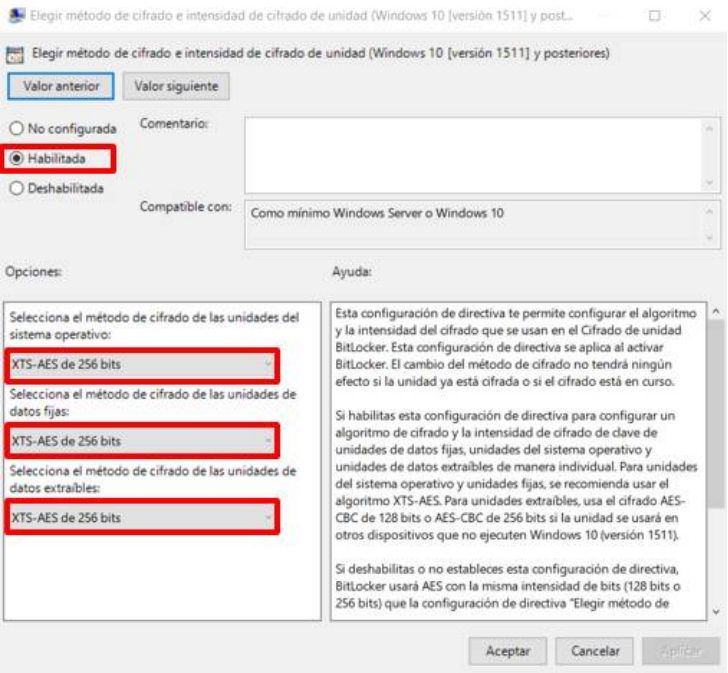 Elegir método de cifrado e intensidad de cifrado de unidad (Windows 10 [versión 1511] y post...
Elegir método de cifrado e intensidad de cifrado de unidad (Windows 10 [versión 1511] y posteriores)
Valor anterior
Valor siguiente
No configurada
Comentario:
Habilitada
Deshabilitada
Compatible con:
Como mínimo Windows Server o Windows 10
Opciones:
Ayuda:
Selecciona el método de cifrado de las unidades del
sistema operativo:
XTS-AES de 256 bits
Selecciona el método de cifrado de las unidades de
datos fijas:
XTS-AES de 256 bits
Selecciona el método de cifrado de las unidades de
datos extraíbles:
XTS-AES de 256 bits
Esta configuración de directiva te permite configurar el algoritmo
y la intensidad del cifrado que se usan en el Cifrado de unidad
BitLocker. Esta configuración de directiva se aplica al activar
BitLocker. El cambio del método de cifrado no tendrá ningún
efecto si la unidad ya está cifrada o si el cifrado está en curso.
Si habilitas esta configuración de directiva para configurar un
algoritmo de cifrado y la intensidad de cifrado de clave de
unidades de datos fijas, unidades del sistema operativo y
unidades de datos extraíbles de manera individual. Para unidades
del sistema operativo y unidades fijas, se recomienda usar el
algoritmo XTS-AES. Para unidades extraíbles, usa el cifrado AES-
CBC de 128 bits o AES-CBC de 256 bits si la unidad se usará en
otros dispositivos que no ejecuten Windows 10 (versión 1511).
Si deshabilitas o no estableces esta configuración de directiva,
BitLocker usará AES con la misma intensidad de bits (128 bits o
256 bits) que la configuración de directiva "Elegir método de
Aceptar
Cancelar
Aplicar